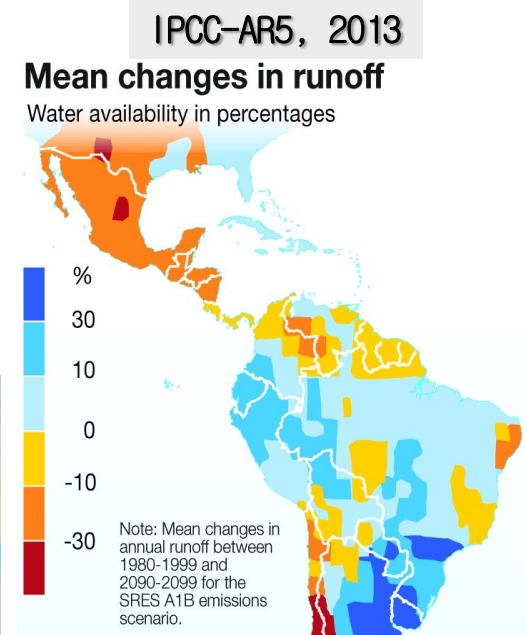 IPCC-AR5, 2013
Mean changes in runoff
Water availability in percentages
%
30
10
0
-10
-30
Note: Mean changes in
annual runoff between
1980-1999 and
2090-2099 for the
SRES A1B emissions
scenario.